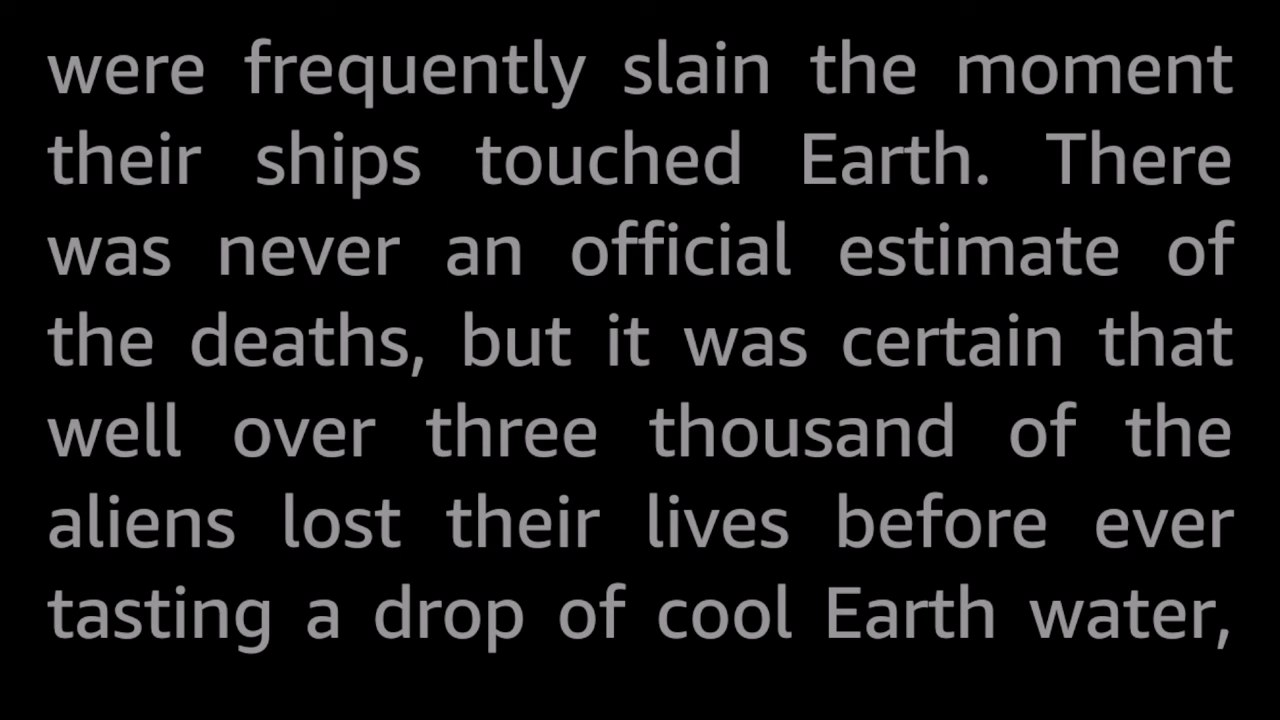 were frequently slain the moment
their ships touched Earth. There
was never an official estimate of
the deaths, but it was certain that
well over three thousand of the
aliens lost their lives before ever
tasting a drop of cool Earth water,